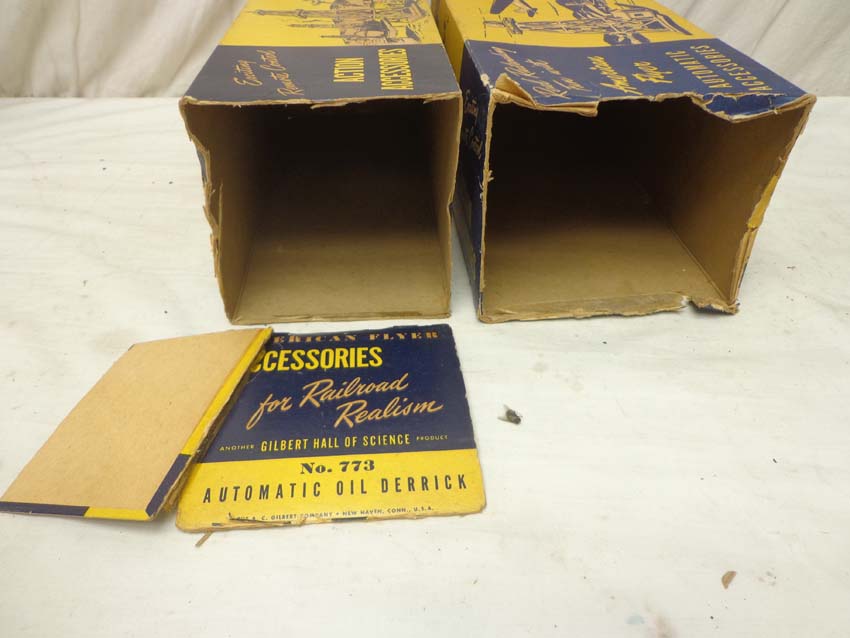 Exciting
Remote Control
ACTION
ACCESSORIES
American
Flyer
AUTOMATIC
ACCESSORIES
ERICAN FLYER
CCESSORIES
for Railroad
Realism
ANOTHER GILBERT HALL OF SCIENCE PRODUCT
No. 773
AUTOMATIC OIL DERRICK
A. C. GILBERT COMPANY • NEW HAVEN, CONN., U.S.A.